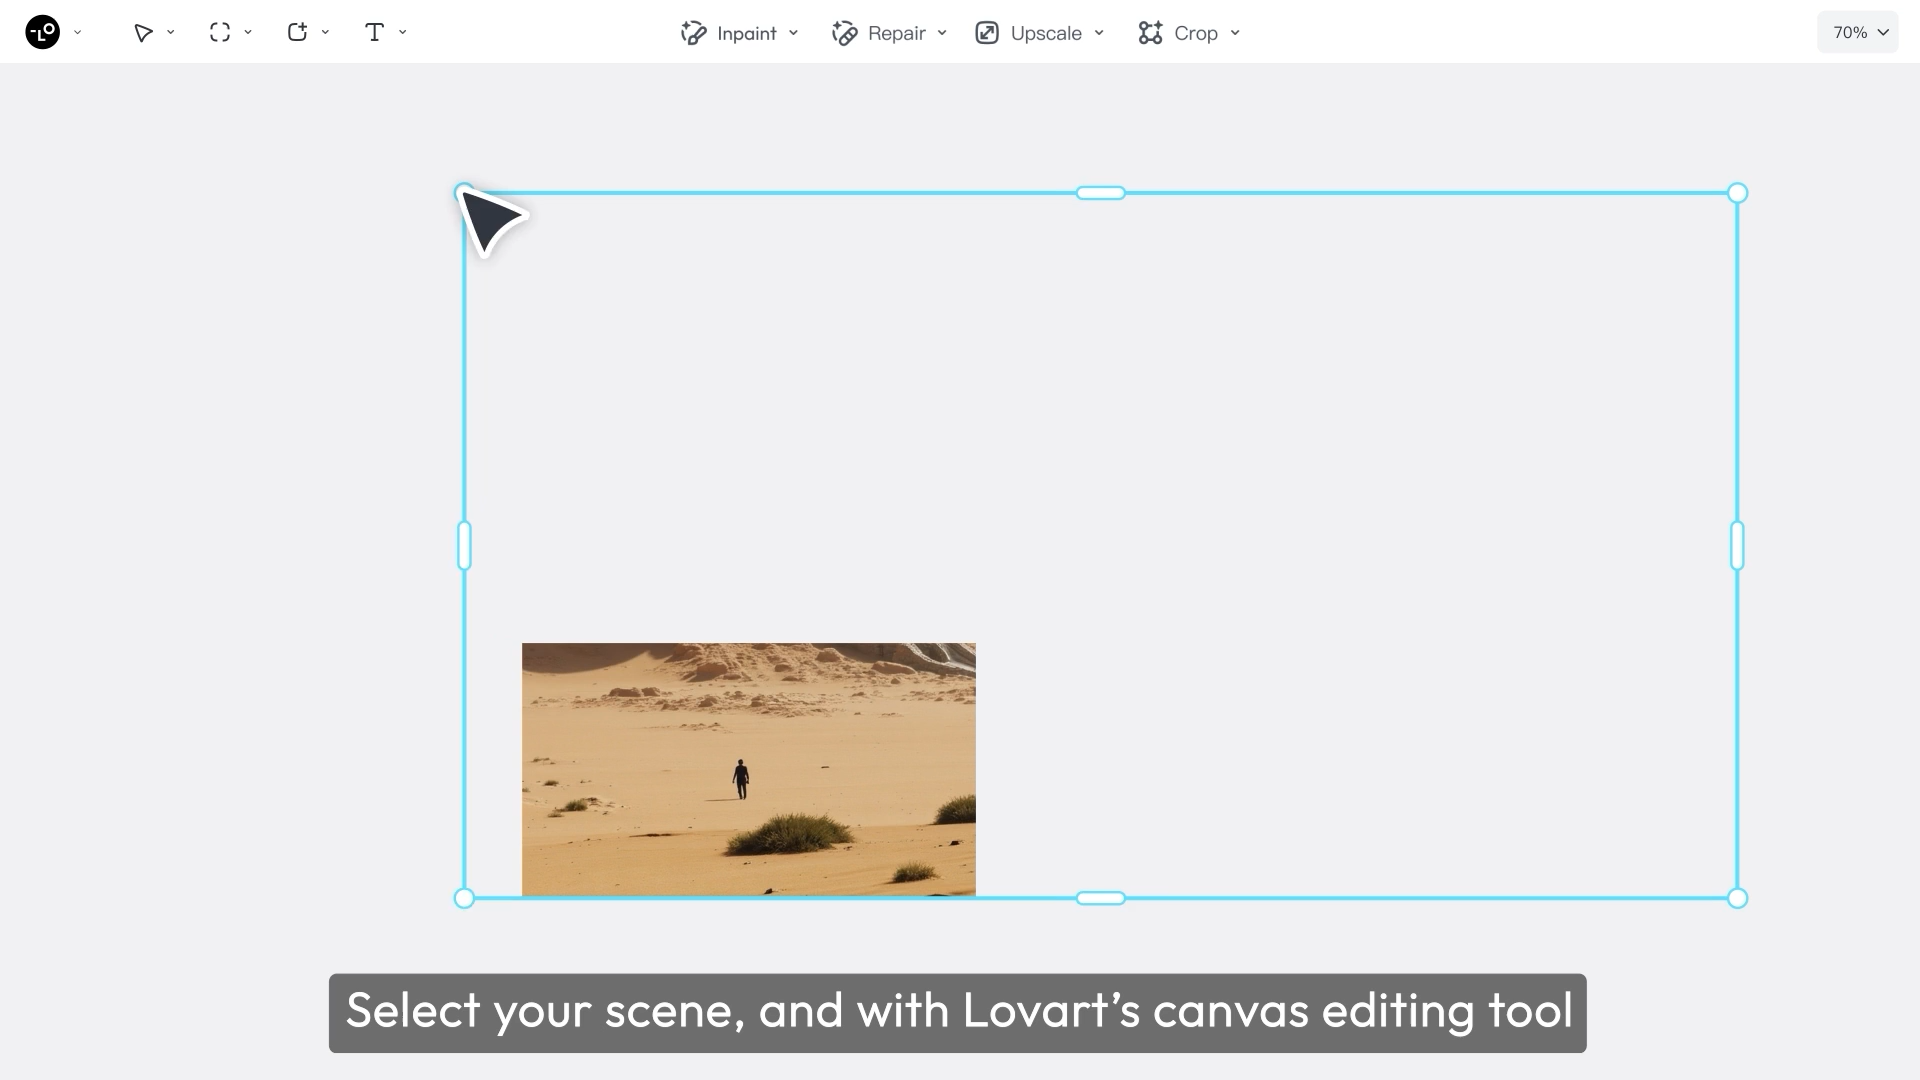 Inpaint
Repair
Upscale
Crop
70%
Select your scene, and with Lovart’s canvas editing tool